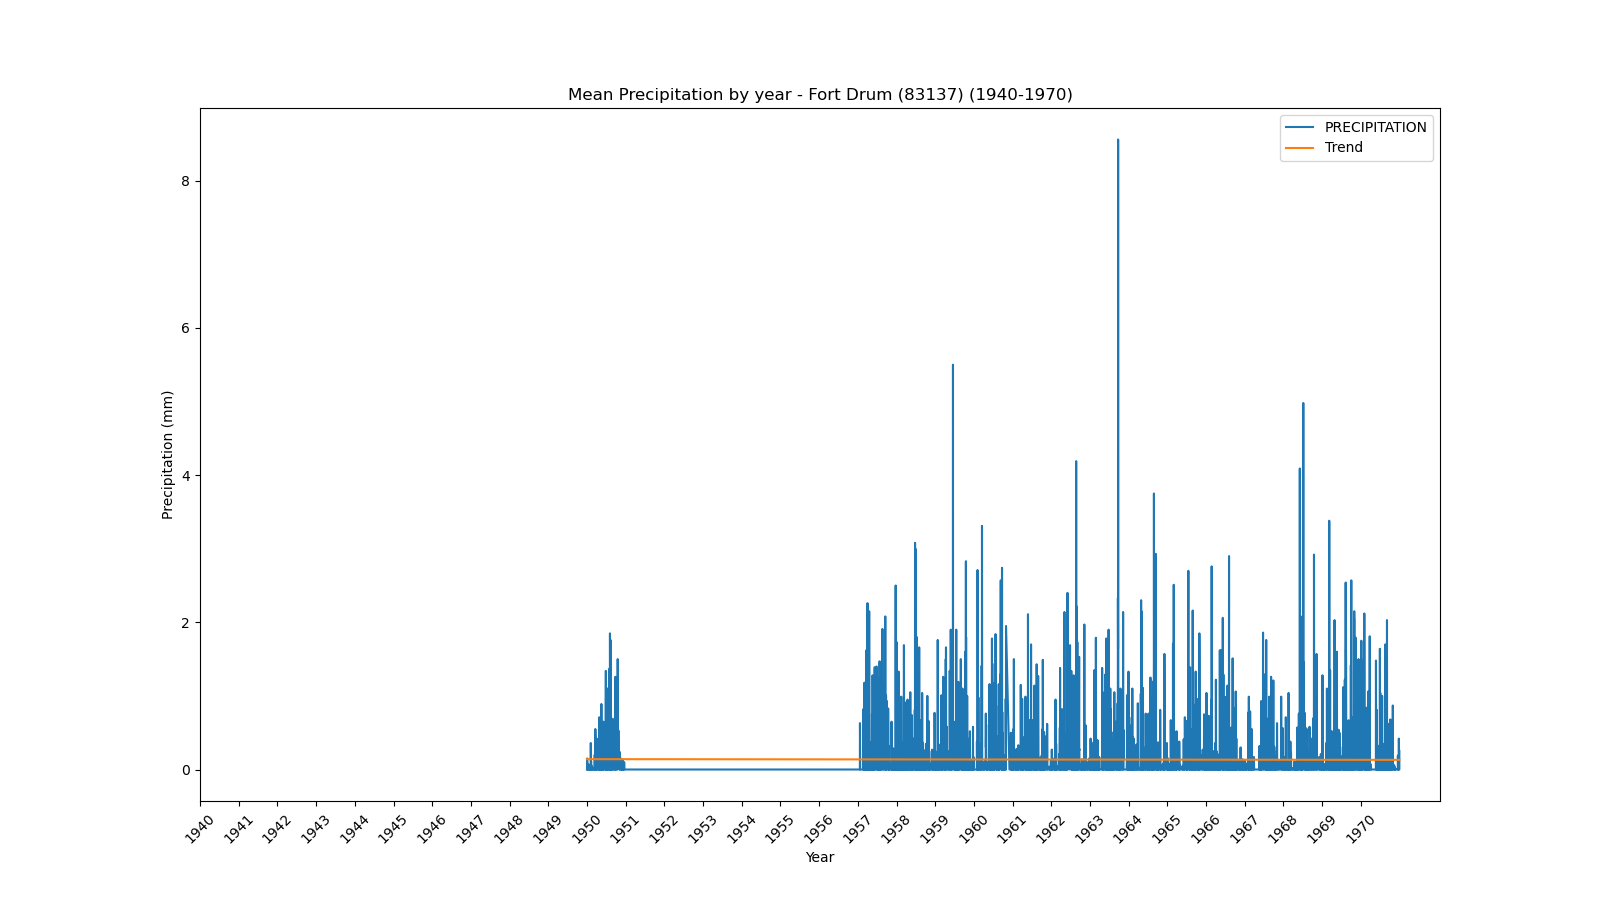 Mean Precipitation by year - Fort Drum (83137) (1940-1970)
PRECIPITATION
Trend
8
6
4
2
0
Precipitation (mm)
1940 1941 1942 1943 1944 1945 1946 1947 1948 1949 1950 1951 1952 1953 1954 1955 1956 1957 1958 1959 1960 1961 1962 1963 1964 1965 1966 1967 1968 1969 1970
Year